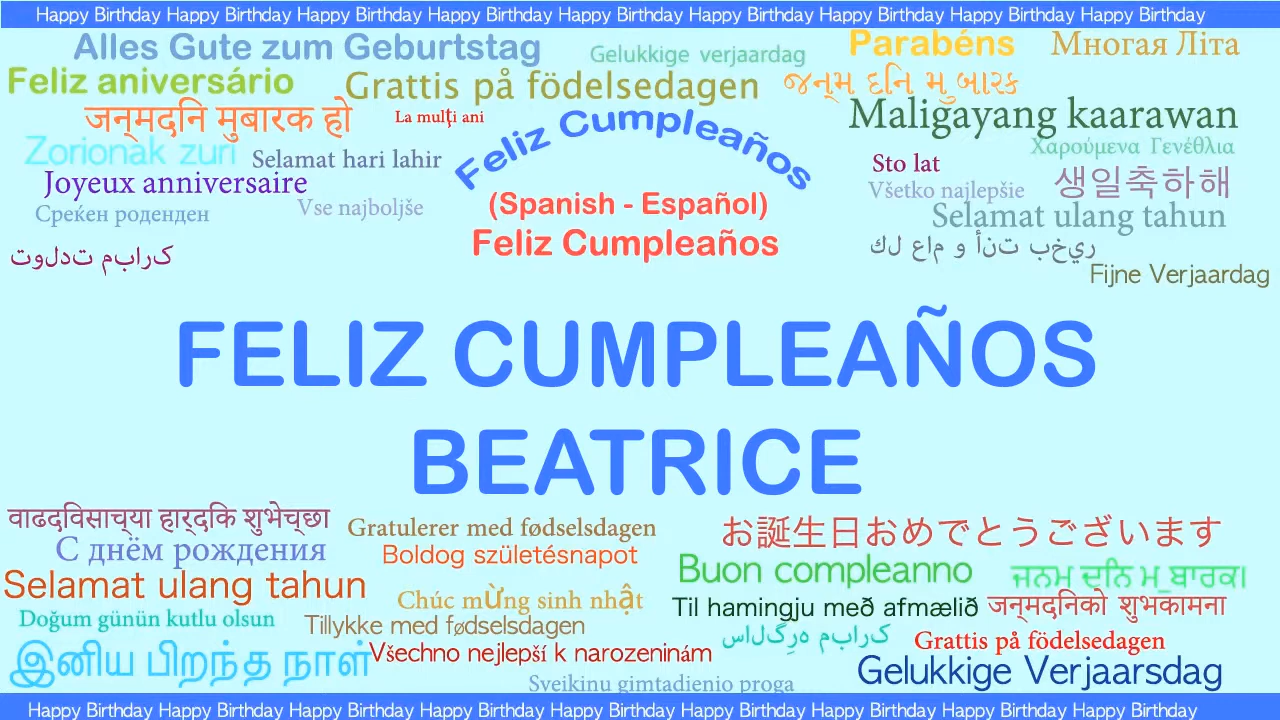 Happy Birthday Happy Birthday Happy Birthday Happy Birthday Happy Birthday Happy Birthday Happy Birthday Happy Birthday Happy Birthday
Alles Gute zum Geburtstag
Gelukkige verjaardag
Parabéns
Многая Літа
Feliz aniversário
Grattis på födelsedagen
જન્મ દનિ મુબારક
जन्मदनि मुबारक हो
La mulţi ani
Feliz Cumpleaños
Maligayang kaarawan
Zorionak zuri
Selamat hari lahir
Sto lat
Χαρούμενα Γενέθλια
Joyeux anniversaire
(Spanish - Español)
Všetko najlepšie
생일축하해
Среќен роденден
Vse najboljše
Feliz Cumpleaños
Selamat ulang tahun
تولدت مبارک
كل عام و أنت بخير
Fijne Verjaardag
FELIZ CUMPLEAÑOS
BEATRICE
वाढदविसाच्या हार्दकि शुभेच्छा
Gratulerer med fødselsdagen
お誕生日おめでとうございます
С днём рождения
Boldog születésnapot
Buon compleanno
ਜਨਮ ਦਨਿ ਮੁਬਾਰਕ।
Selamat ulang tahun
Chúc mừng sinh nhật
Til hamingju með afmælið
जन्मदनिको शुभकामना
Doğum günün kutlu olsun
Tillykke med fødselsdagen
سالگِرہ مبارک
Grattis på födelsedagen
இனிய பிறந்த நாள்
Všechno nejlepší k narozeninám
Gelukkige Verjaarsdag
Sveikinu gimtadienio proga
Happy Birthday Happy Birthday Happy Birthday Happy Birthday Happy Birthday Happy Birthday Happy Birthday Happy Birthday Happy Birthday